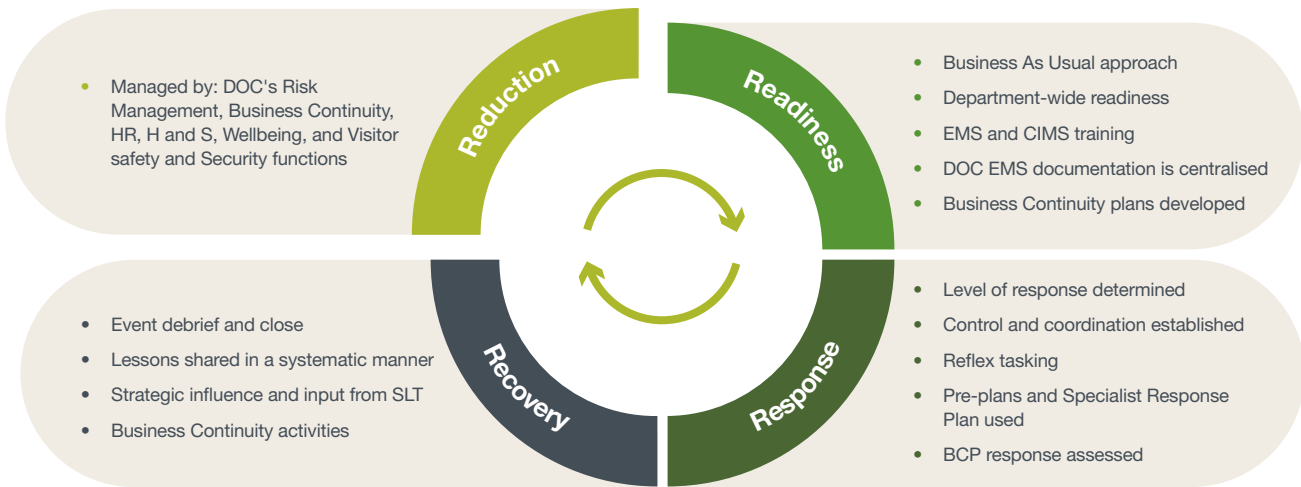 Reduction
Managed by: DOC's Risk
Management, Business Continuity,
HR, H and S, Wellbeing, and Visitor
safety and Security functions
Readiness
Business As Usual approach
Department-wide readiness
EMS and CIMS training
DOC EMS documentation is centralised
Business Continuity plans developed
Response
Level of response determined
Control and coordination established
Reflex tasking
Pre-plans and Specialist Response
Plan used
BCP response assessed
Recovery
Event debrief and close
Lessons shared in a systematic manner
Strategic influence and input from SLT
Business Continuity activities